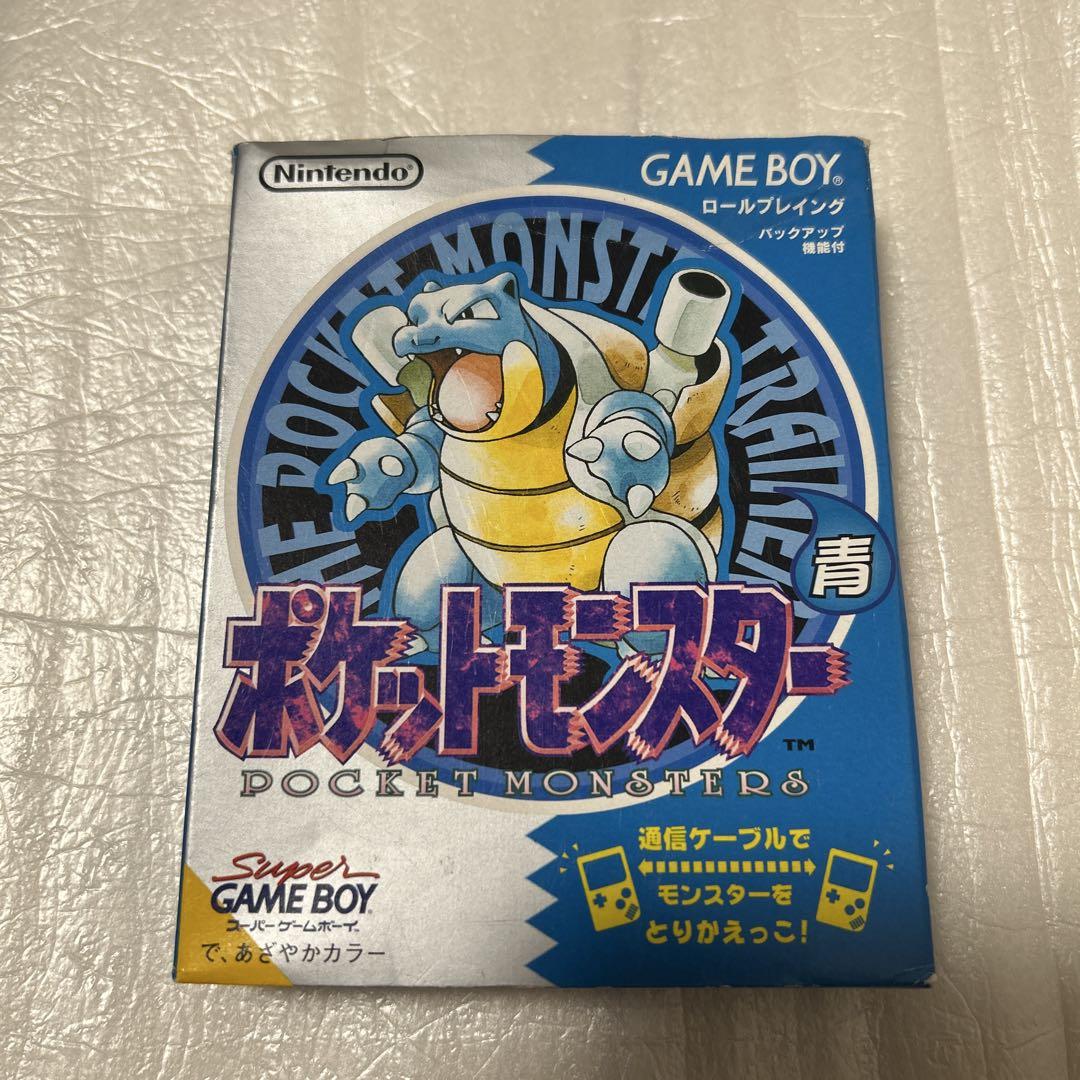 Nintendo®
GAME BOY®
ロールプレイング
バックアップ
機能付
THE POCKET MONSTER TRAINER
青
ポケットモンスター
TM
POCKET MONSTERS
通信ケーブルで
モンスターを
とりかえっこ!
Super
GAME BOY
スーパーゲームボーイ
で、あざやかカラー